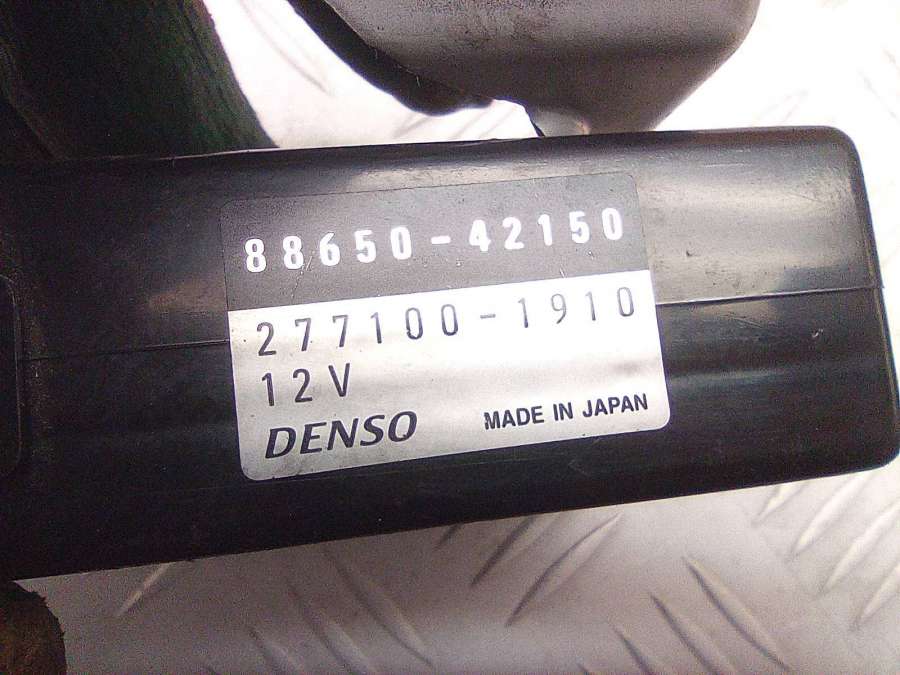 88650-42150
277100-1910
12V
DENSO MADE IN JAPAN